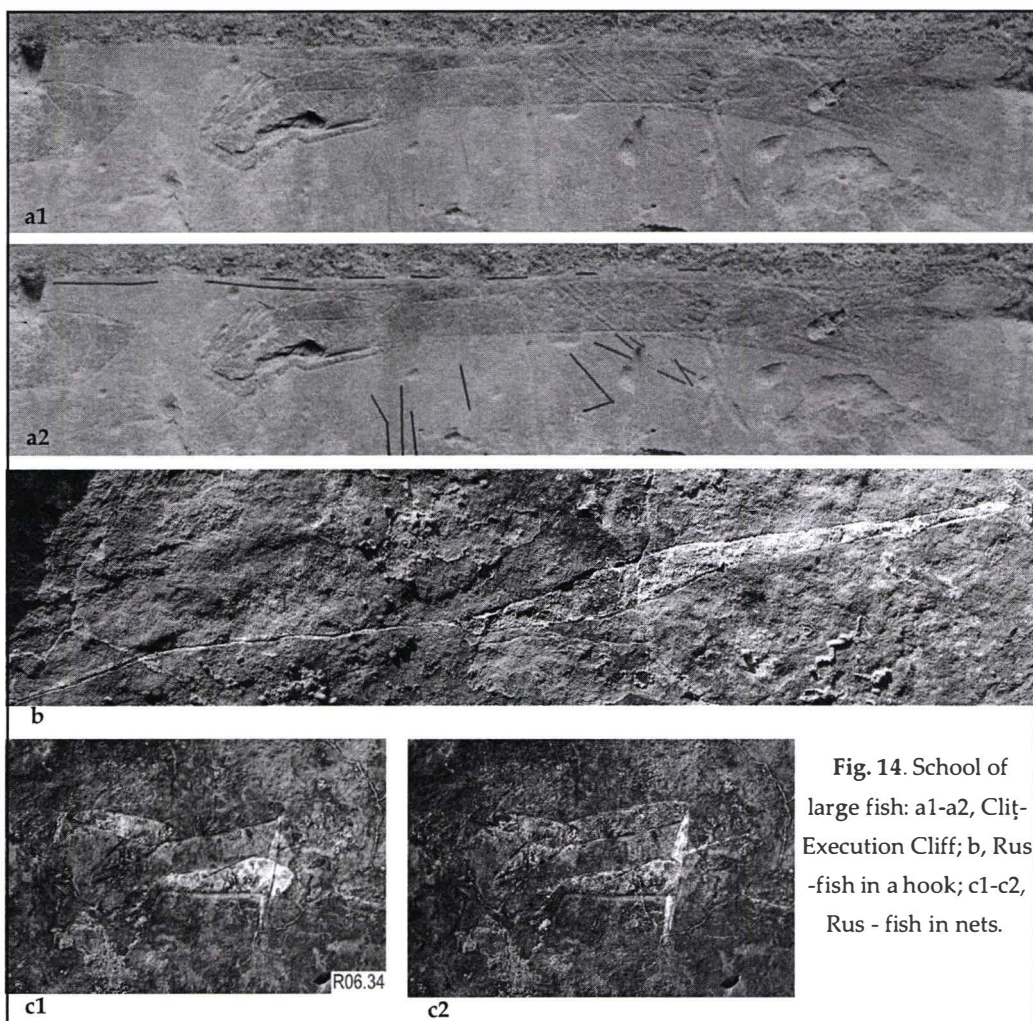 a1
a2
b
R06.34
c1
c2
Fig. 14. School of
large fish: a1-a2, Cliţ-
Execution Cliff; b, Rus
-fish in a hook; c1-c2,
Rus - fish in nets.